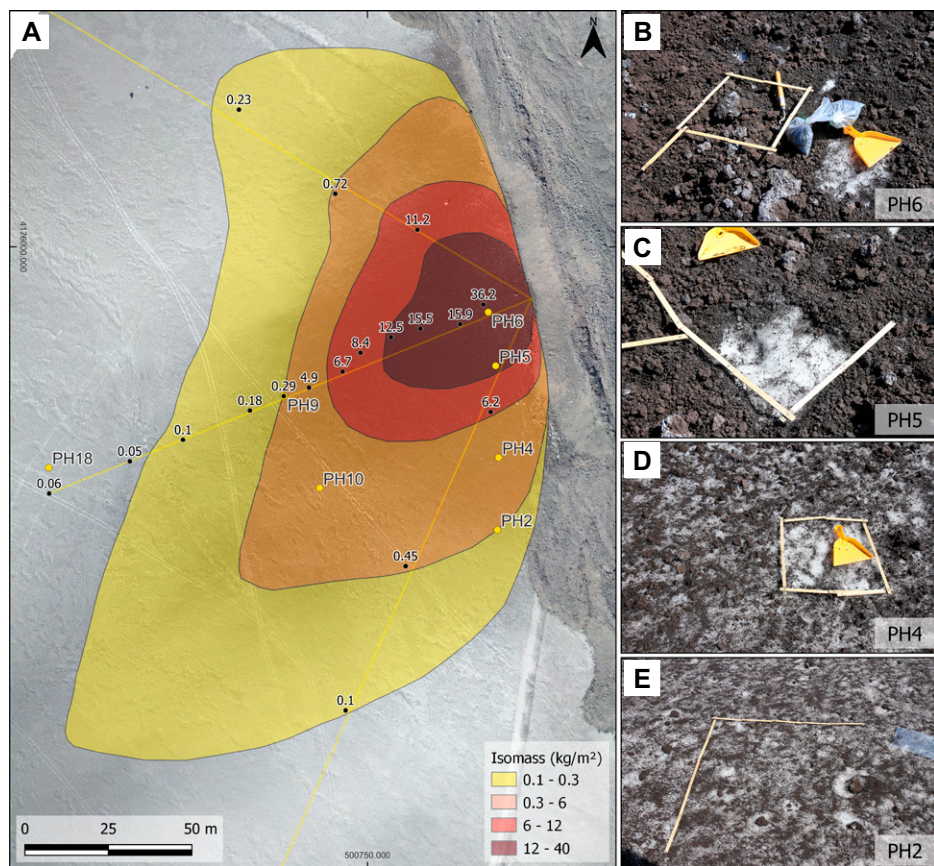 A
N
0.23
0.72
11.2
4176000.000
36.2
15.9
15.5
12.5
PH6
8.4
6.7
PH5
4.9
0.29
PH9
0.18
6.2
0.1
0.05
PH18
0.06
PH4
PH10
PH2
0.45
0.1
Isomass (kg/m²)
0.1 - 0.3
0.3 - 6
6 - 12
12 - 40
0 25 50 m
500750.000
B
PH6
C
PH5
D
PH4
E
PH2